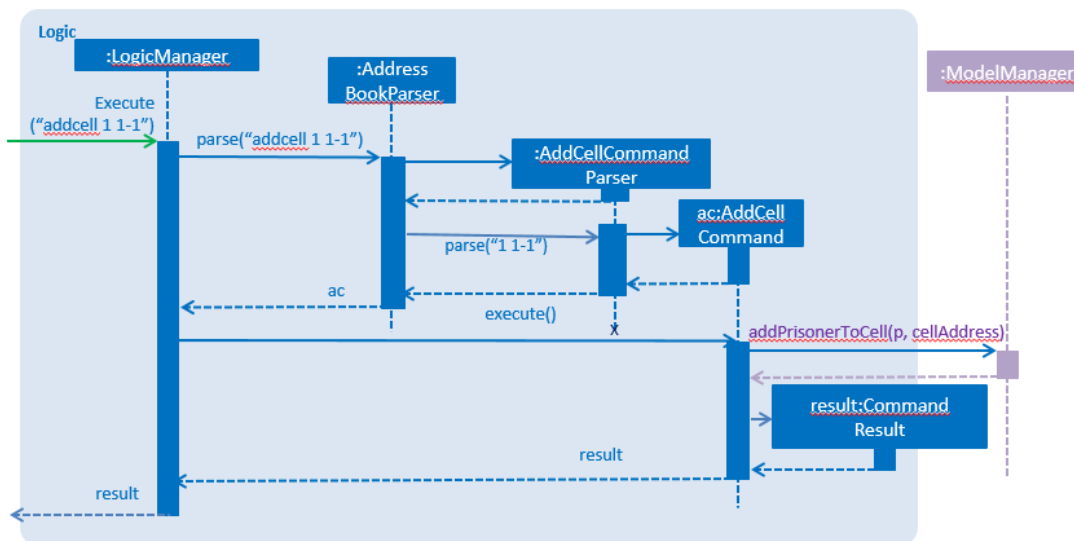 Logic
:LogicManager
:Address
BookParser
:ModelManager
Execute
(“addcell 1 1-1”)
parse(“addcell 1 1-1”)
:AddCellCommand
Parser
ac:AddCell
Command
parse(“1 1-1”)
ac
execute()
X
addPrisonerToCell(p, cellAddress)
result:Command
Result
result
result